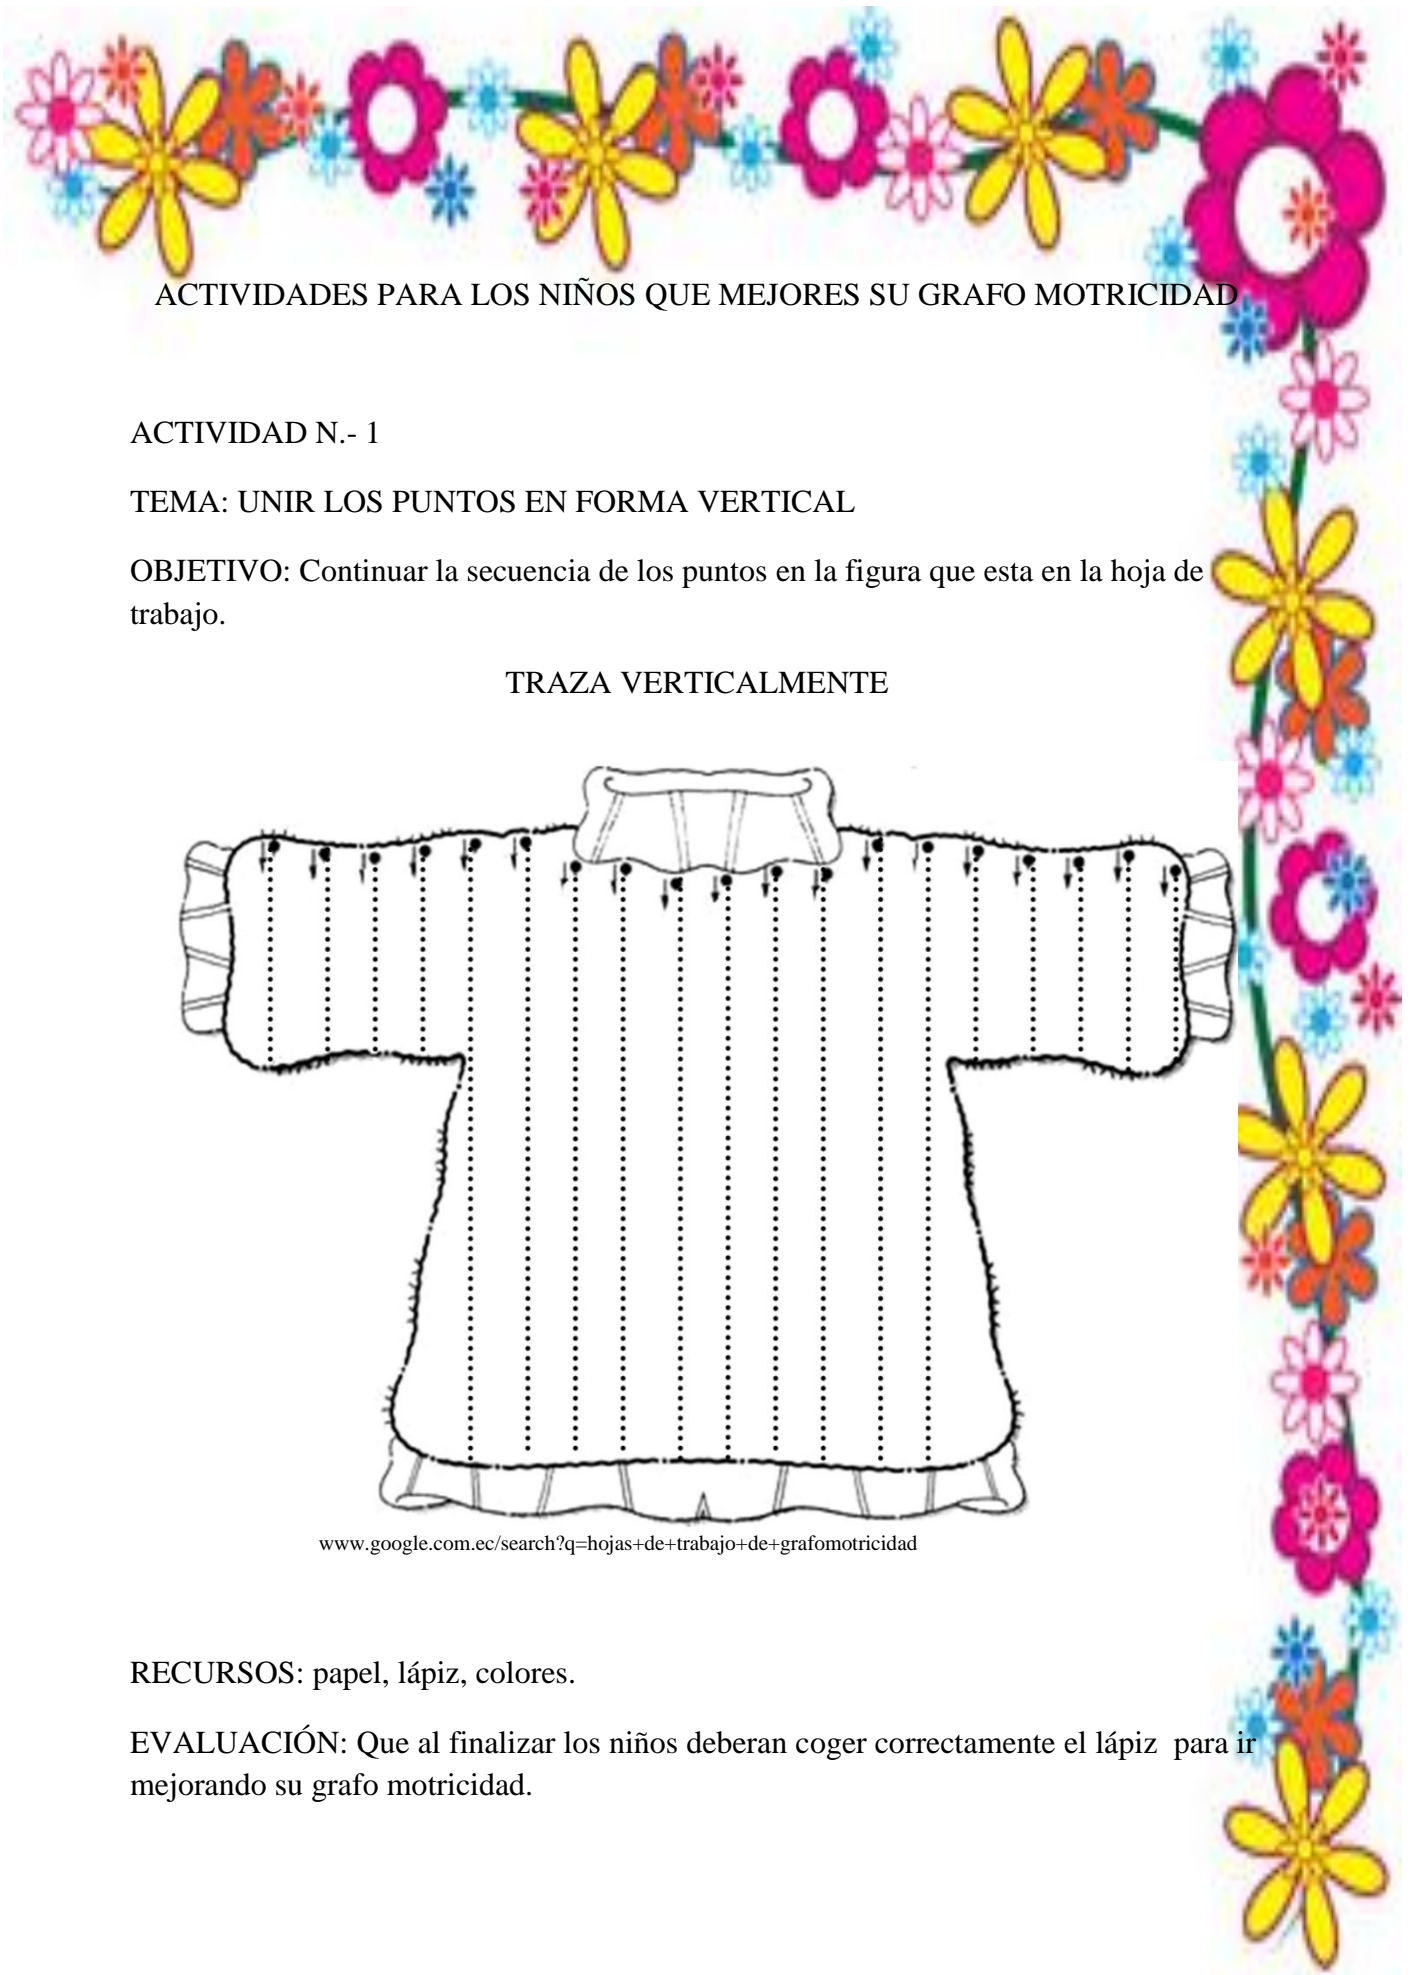 ACTIVIDADES PARA LOS NIÑOS QUE MEJORES SU GRAFO MOTRICIDAD
ACTIVIDAD N.- 1
TEMA: UNIR LOS PUNTOS EN FORMA VERTICAL
OBJETIVO: Continuar la secuencia de los puntos en la figura que esta en la hoja de
trabajo.
TRAZA VERTICALMENTE
www.google.com.ec/search?q=hojas+de+trabajo+de+grafomotricidad
RECURSOS: papel, lápiz, colores.
EVALUACIÓN: Que al finalizar los niños deberan coger correctamente el lápiz  para ir
mejorando su grafo motricidad.